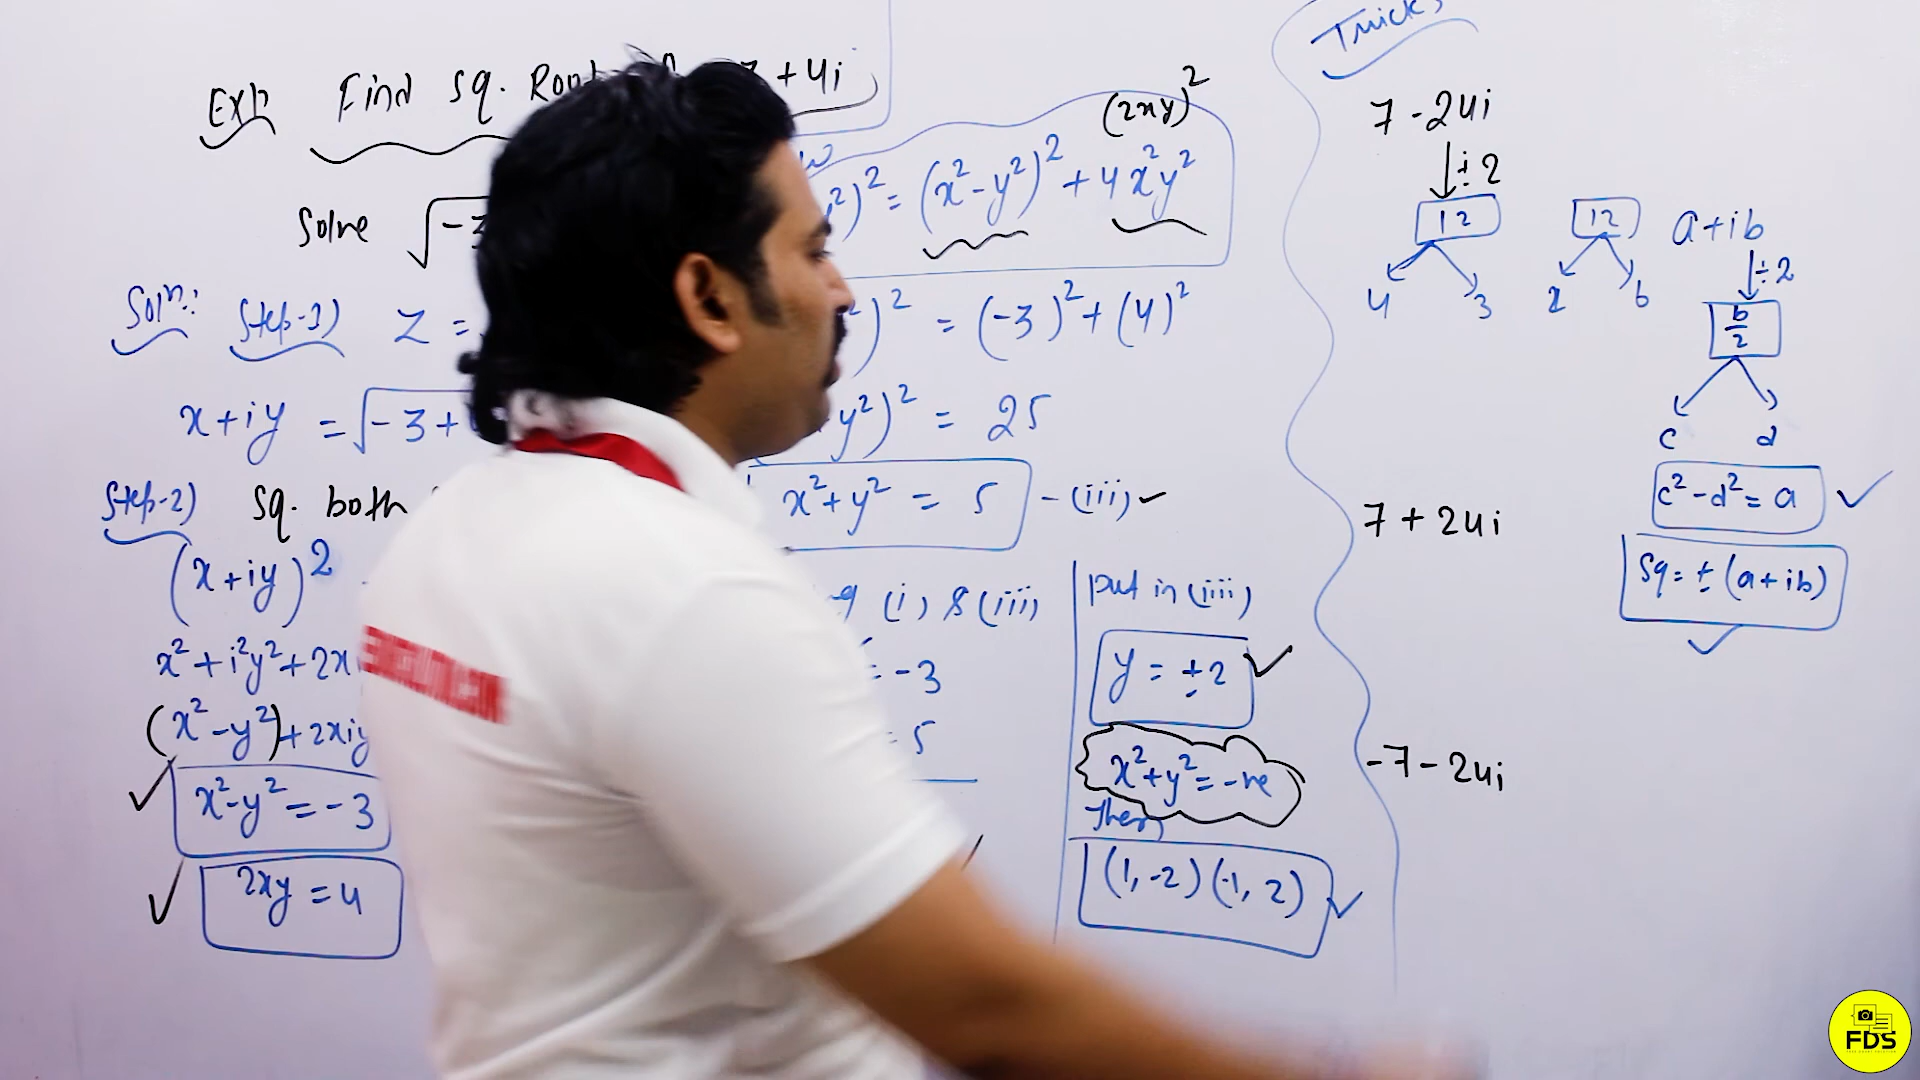 Ex1:
Find sq. Root
+4i
Solve √-3
Soln:
Step-1) Z =
x+iy = √-3+
Step-2) Sq. both
(x+iy)²
x²+i²y²+2x
(x²-y²)+2xiy
x²-y²=-3
2xy=4
(2xy)²
²)²=(x²-y²)²+4x²y²
)²=(-3)²+(4)²
y²)²=25
x²+y²=5 -(iii)
(i) & (iii)
= -3
= 5
put in (iii)
y = ±2
x²+y²=-ve
Then
(1,-2)(-1,2)
Tricks
7-24i
÷2
12
4 3
12
2 6
a+ib
÷2
b/2
c d
c²-d²=a
Sq=±(a+ib)
7+24i
-7-24i
FDS